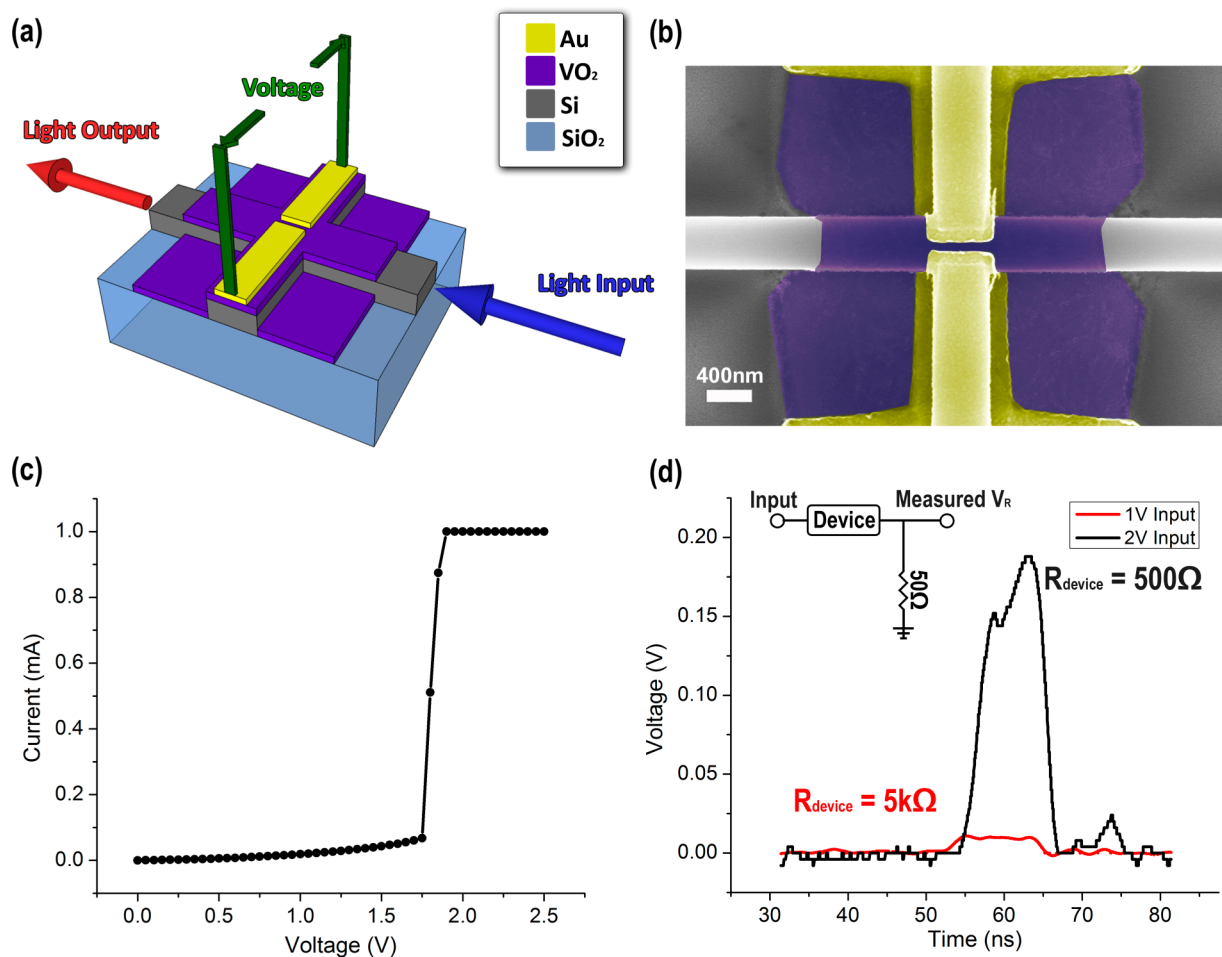 (a)
Au
VO₂
Si
SiO₂
Voltage
Light Output
Light Input
(b)
400nm
(c)
1.0
0.8
0.6
0.4
0.2
0.0
Current (mA)
0.0 0.5 1.0 1.5 2.0 2.5
Voltage (V)
(d)
Input
Device
Measured VR
50Ω
1V Input
2V Input
Rdevice = 500Ω
Rdevice = 5kΩ
0.20
0.15
0.10
0.05
0.00
Voltage (V)
30 40 50 60 70 80
Time (ns)